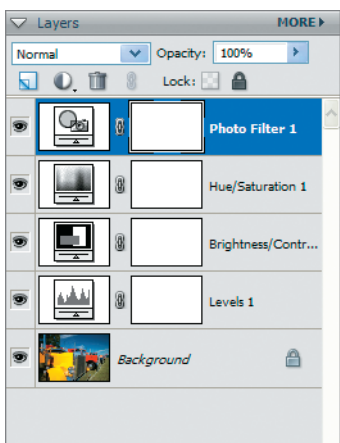 Layers MORE
Normal Opacity: 100%
Lock:
Photo Filter 1
Hue/Saturation 1
Brightness/Contr...
Levels 1
Background